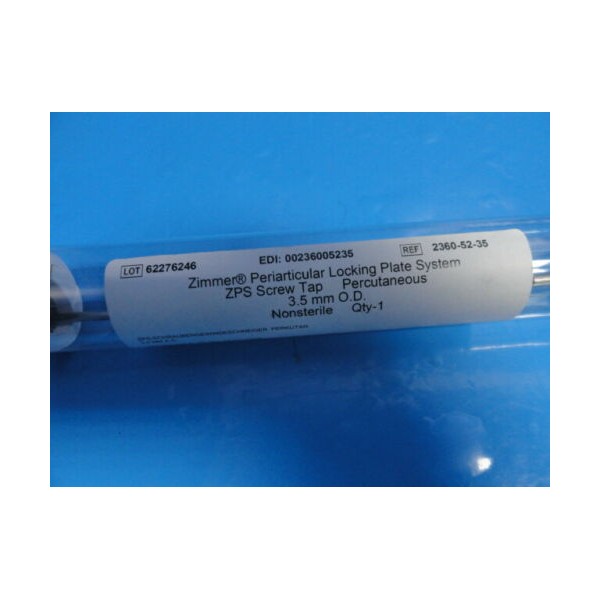 LOT 62276246 EDI: 00236005235 REF 2360-52-35
Zimmer® Periarticular Locking Plate System
ZPS Screw Tap Percutaneous
3.5 mm O.D.
Nonsterile Qty-1